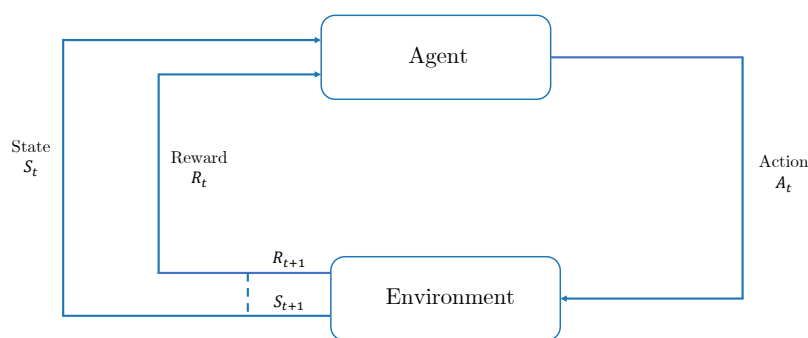 Agent
State
S_t
Reward
R_t
Action
A_t
R_{t+1}
S_{t+1}
Environment